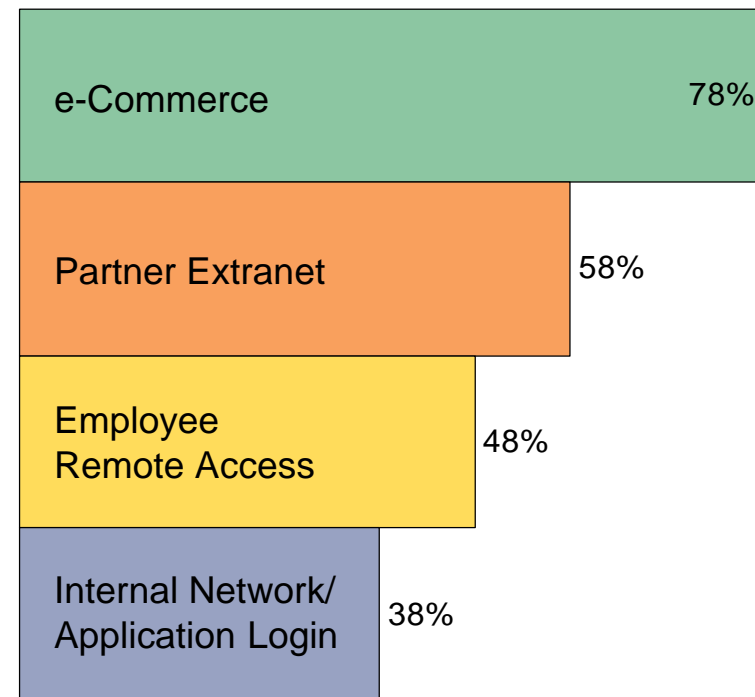 e-Commerce 78%
Partner Extranet 58%
Employee
Remote Access
48%
Internal Network/
Application Login
38%